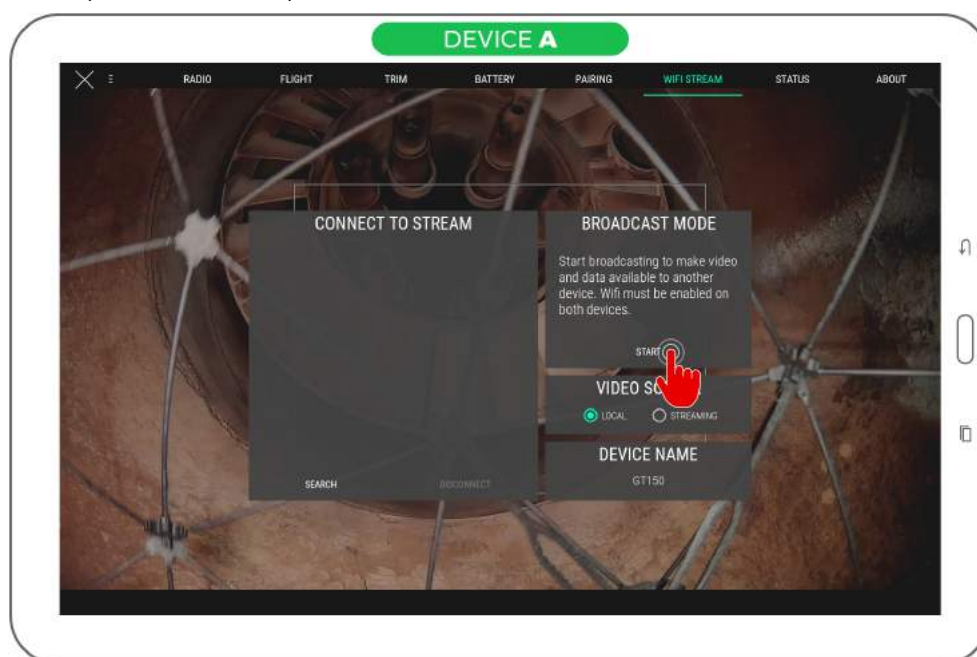 DEVICE A
RADIO FLIGHT TRIM BATTERY PAIRING WIFI STREAM STATUS ABOUT
CONNECT TO STREAM
SEARCH DISCONNECT
BROADCAST MODE
Start broadcasting to make video
and data available to another
device. Wifi must be enabled on
both devices.
START
VIDEO
LOCAL STREAMING
DEVICE NAME
GT150